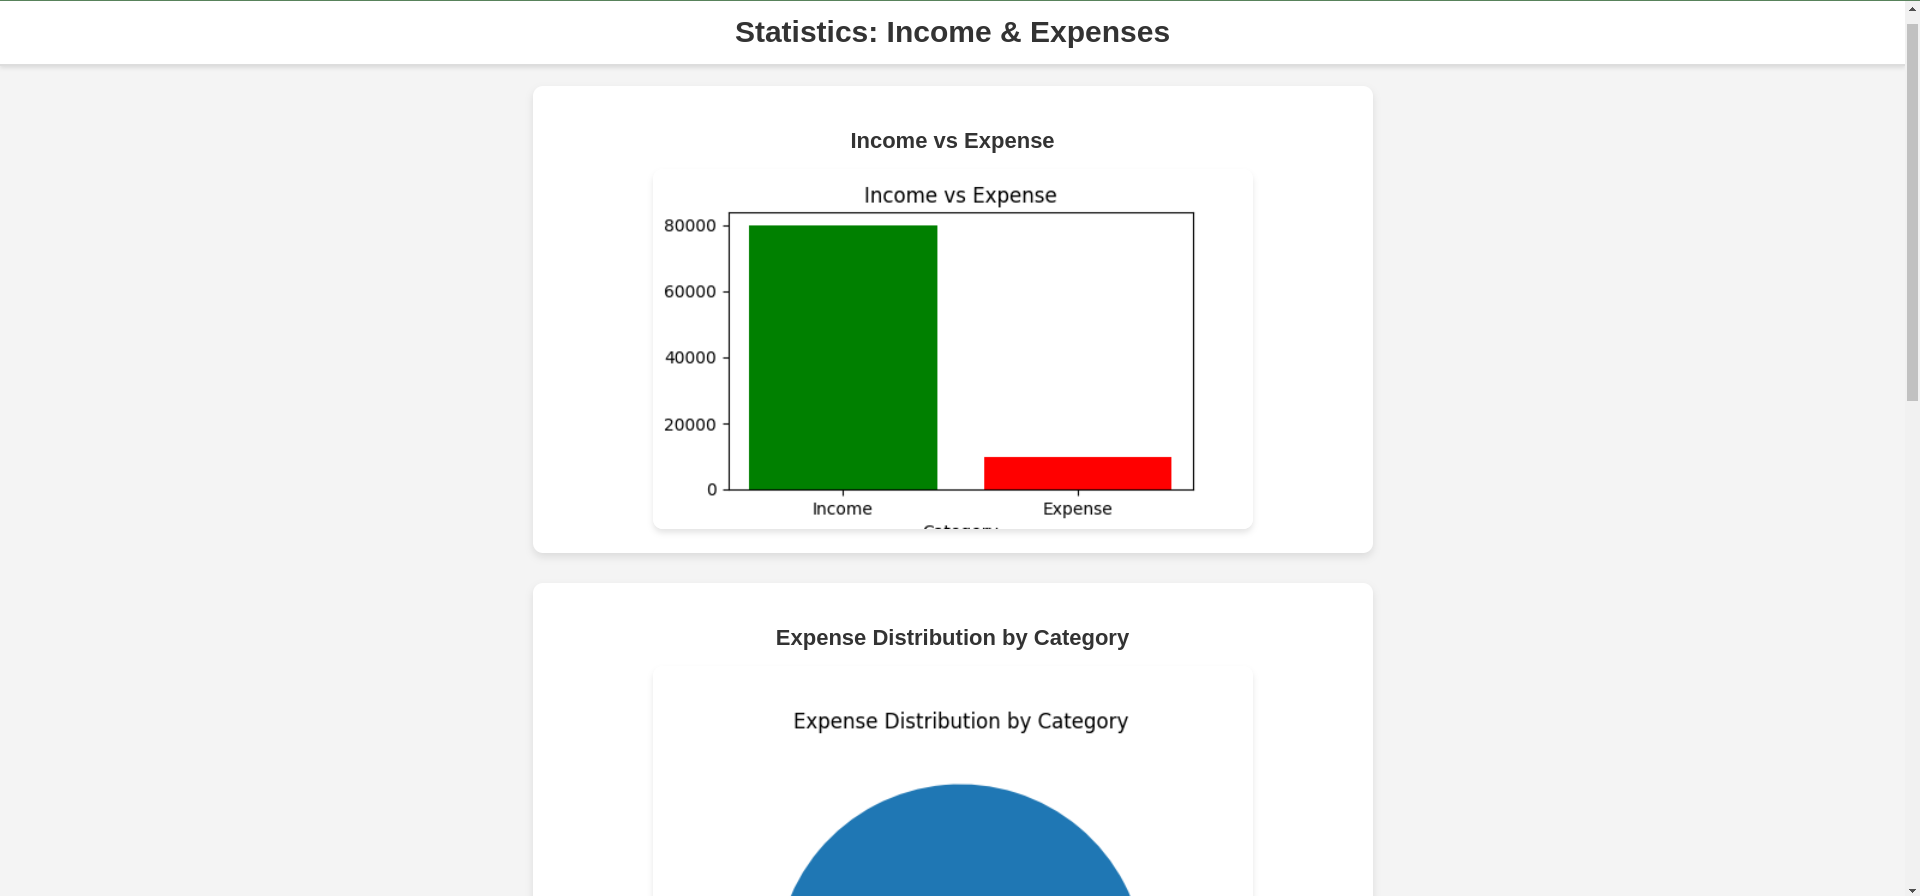 Statistics: Income & Expenses
Income vs Expense
Income vs Expense
80000
60000
40000
20000
0
Income Expense
Category
Expense Distribution by Category
Expense Distribution by Category